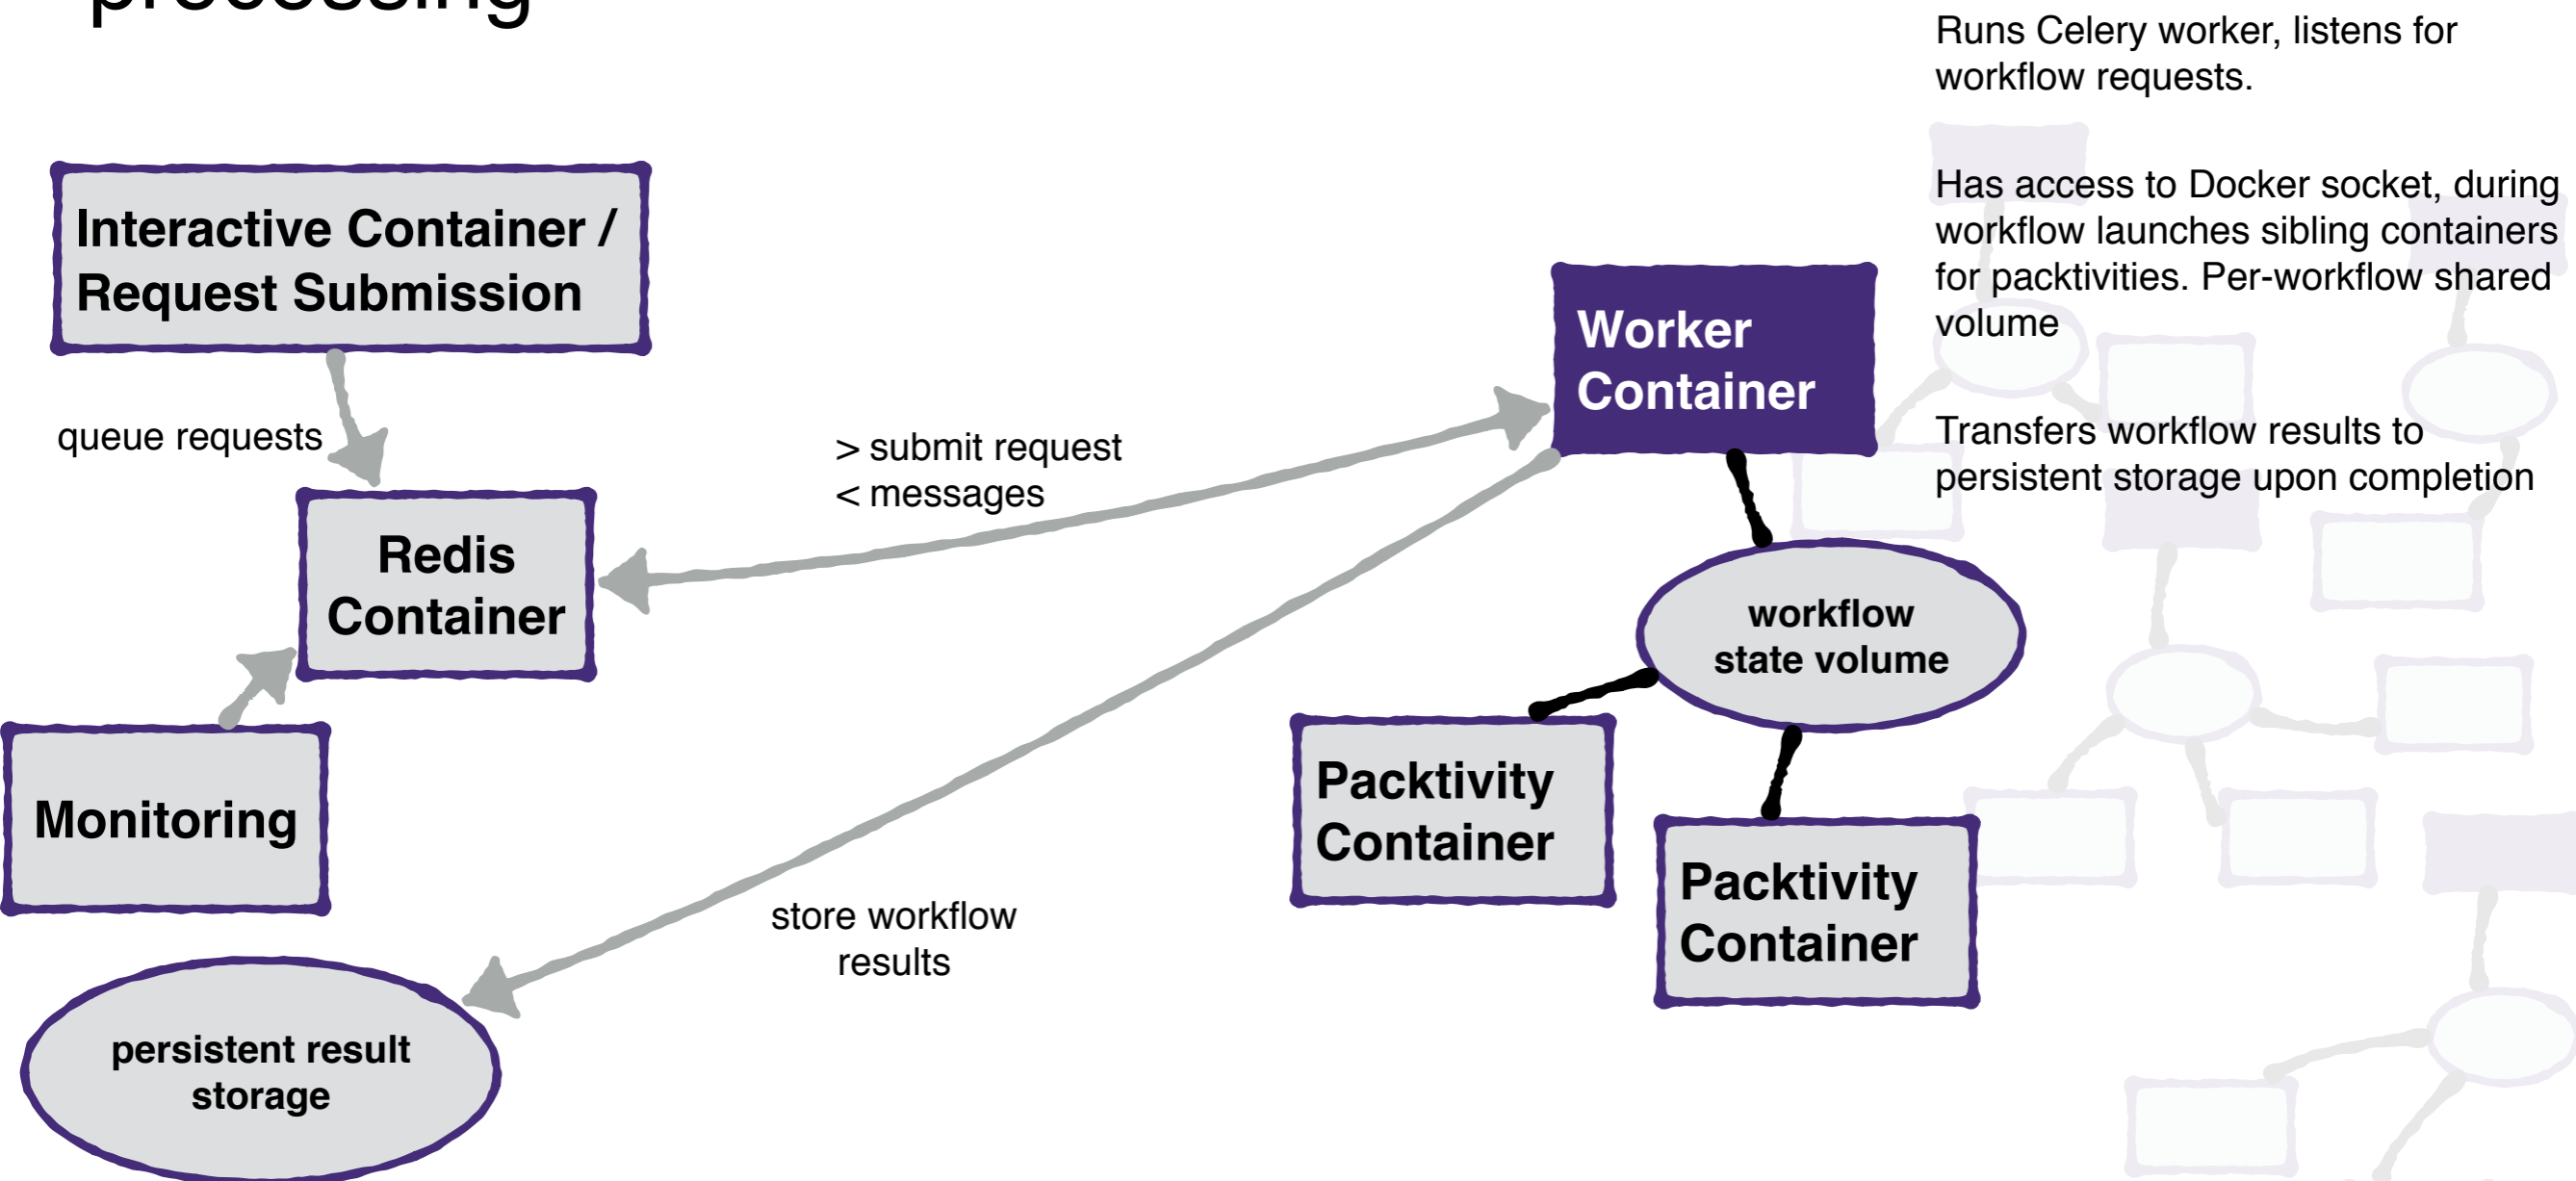 processing
Runs Celery worker, listens for
workflow requests.
Has access to Docker socket, during
workflow launches sibling containers
for packtivities. Per-workflow shared
volume
Transfers workflow results to
persistent storage upon completion
Interactive Container /
Request Submission
queue requests
> submit request
< messages
Worker
Container
Redis
Container
workflow
state volume
Monitoring
Packtivity
Container
Packtivity
Container
store workflow
results
persistent result
storage